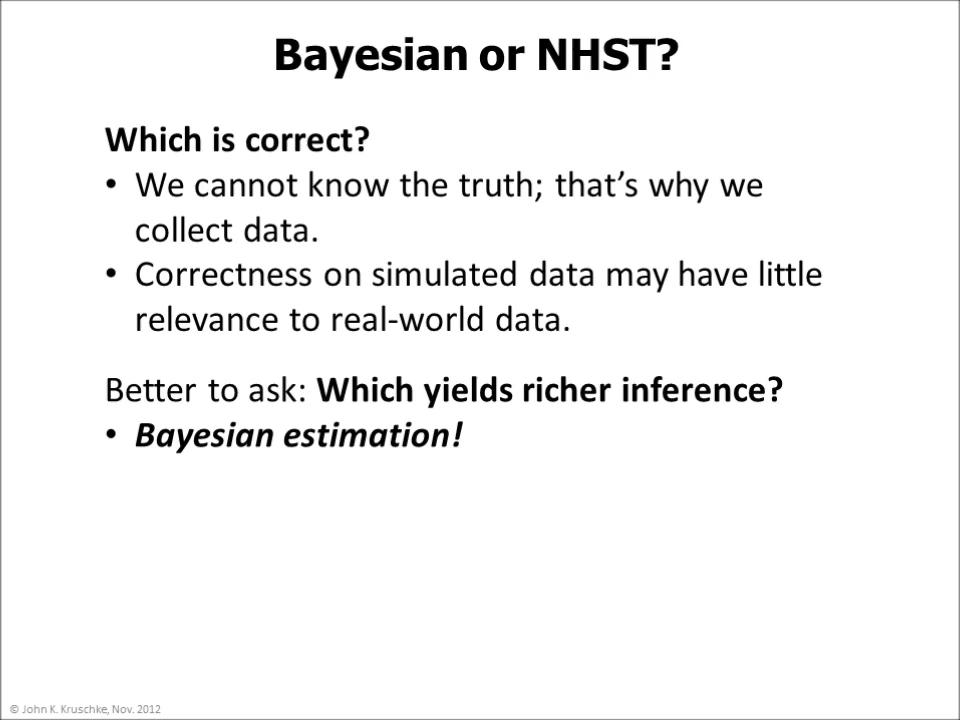 Bayesian or NHST?
Which is correct?
• We cannot know the truth; that's why we
collect data.
• Correctness on simulated data may have little
relevance to real-world data.
Better to ask: Which yields richer inference?
• Bayesian estimation!
© John K. Kruschke, Nov. 2012